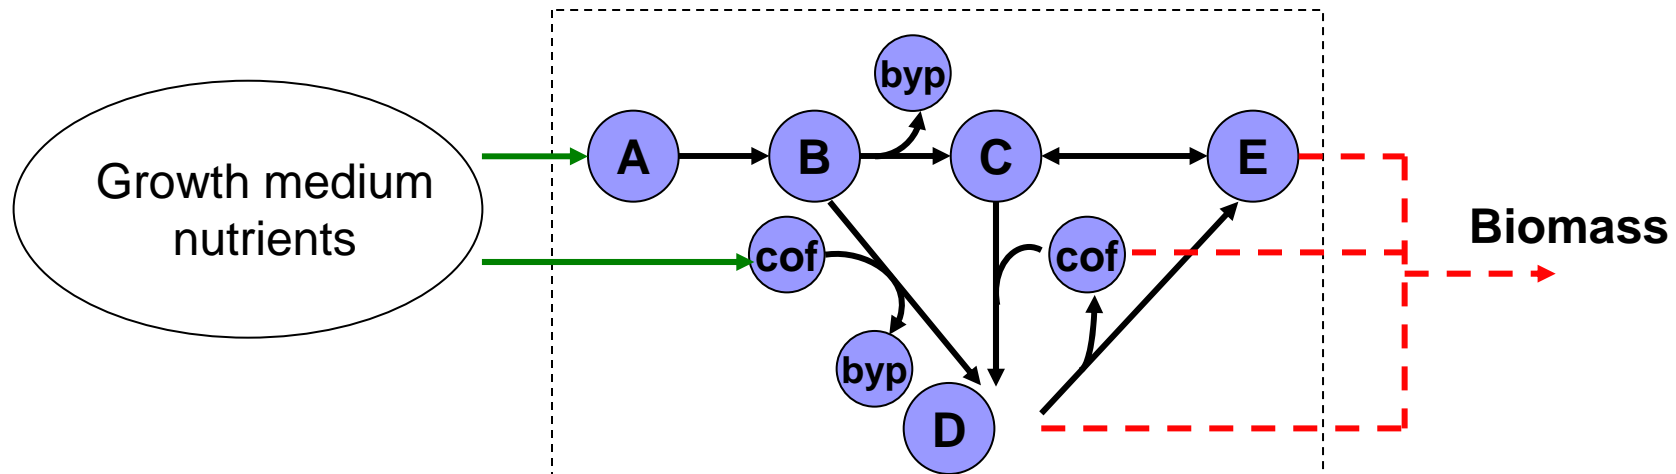 byp
Growth medium
nutrients
A
B
C
E
cof
cof
Biomass
byp
D